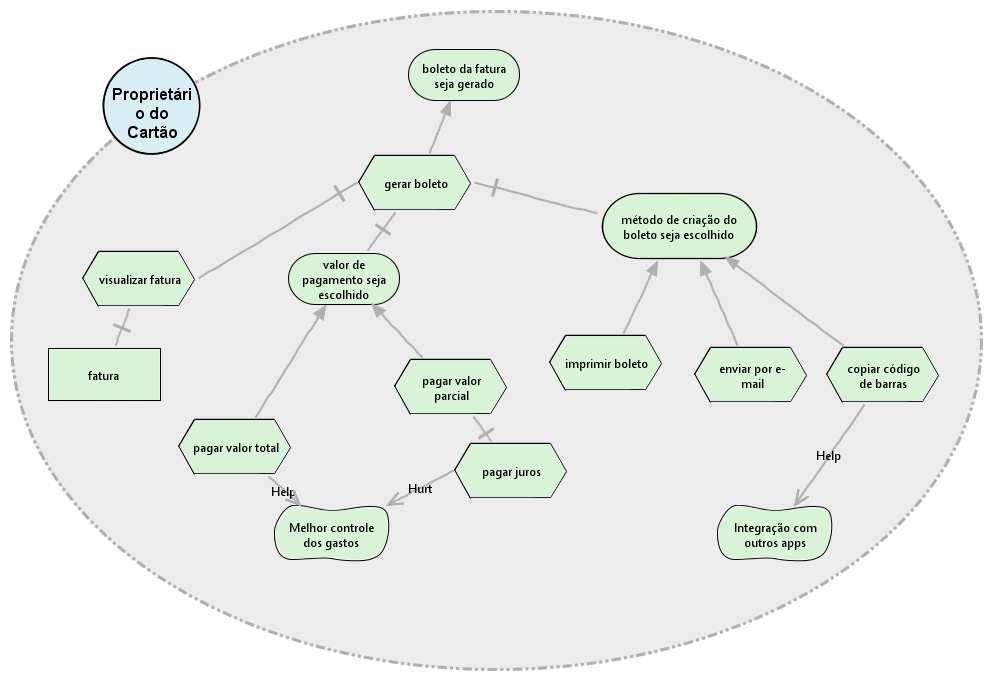 Proprietári
o do
Cartão
boleto da fatura
seja gerado
gerar boleto
método de criação do
boleto seja escolhido
visualizar fatura
valor de
pagamento seja
escolhido
fatura
imprimir boleto
enviar por e-
mail
copiar código
de barras
pagar valor
parcial
pagar valor total
pagar juros
Help
Hurt
Help
Melhor controle
dos gastos
Integração com
outros apps